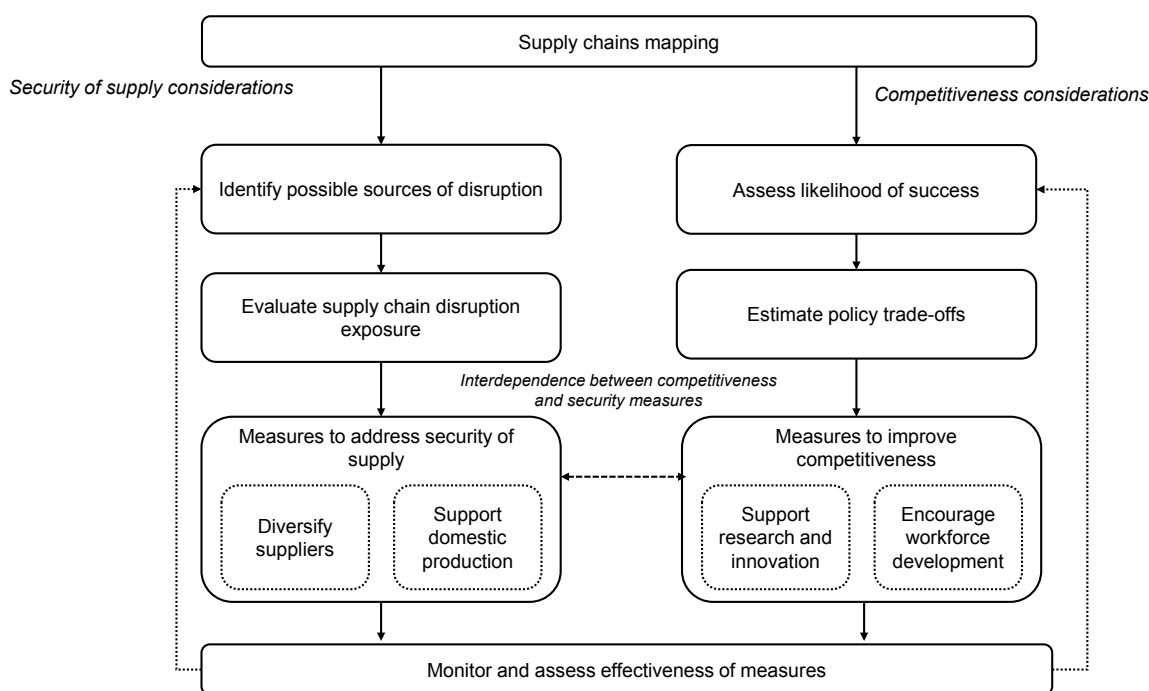 Supply chains mapping
Security of supply considerations
Competitiveness considerations
Identify possible sources of disruption
Assess likelihood of success
Evaluate supply chain disruption
exposure
Estimate policy trade-offs
Interdependence between competitiveness
and security measures
Measures to address security of
supply
Diversify
suppliers
Support
domestic
production
Measures to improve
competitiveness
Support
research and
innovation
Encourage
workforce
development
Monitor and assess effectiveness of measures